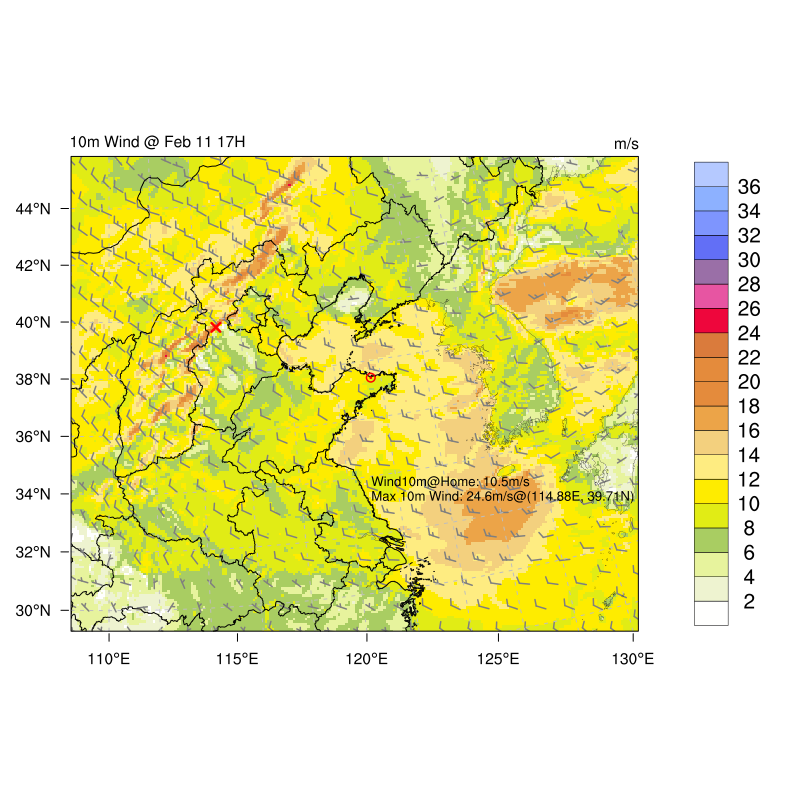 10m Wind @ Feb 11 17H
m/s
44°N
42°N
40°N
38°N
36°N
34°N
32°N
30°N
110°E
115°E
120°E
125°E
130°E
Wind10m@Home: 10.5m/s
Max 10m Wind: 24.6m/s@(114.88E, 39.71N)
36
34
32
30
28
26
24
22
20
18
16
14
12
10
8
6
4
2